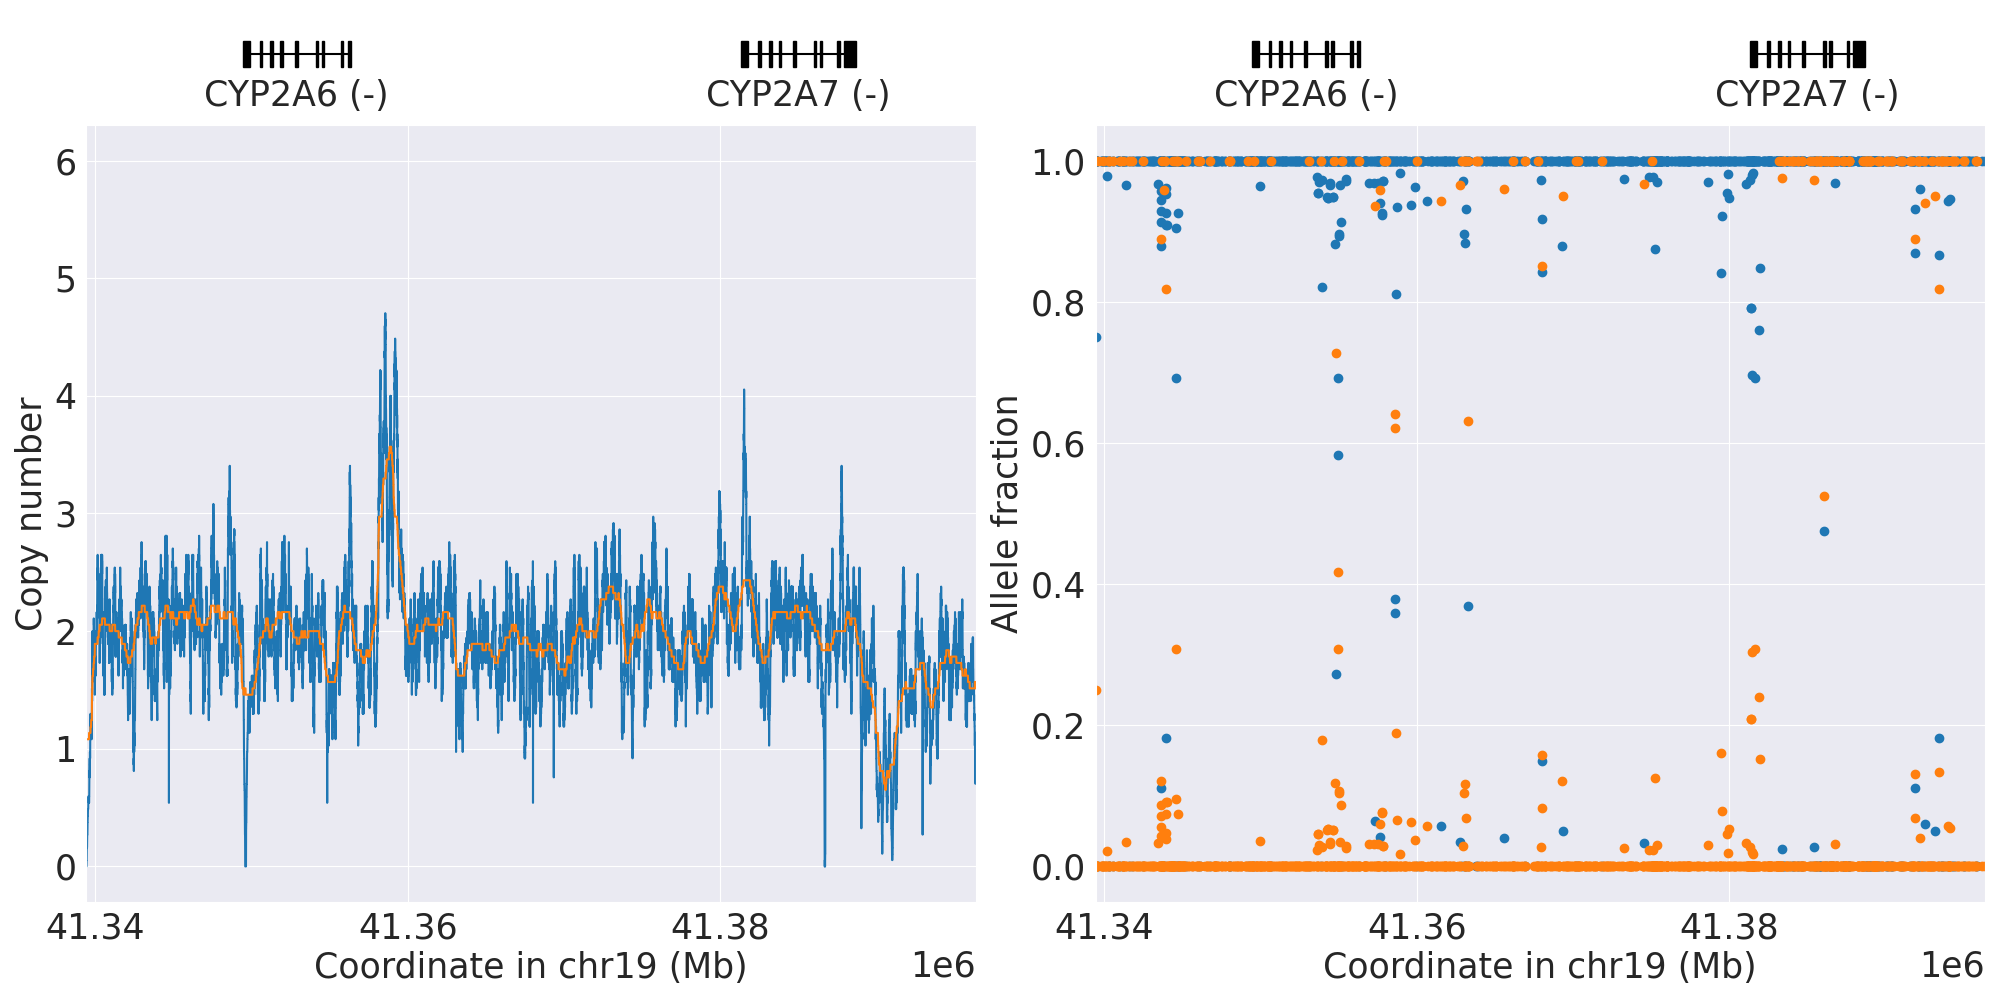 CYP2A6 (-)
CYP2A7 (-)
6
5
4
3
2
1
0
Copy number
41.34
41.36
41.38
Coordinate in chr19 (Mb)
1e6
CYP2A6 (-)
CYP2A7 (-)
1.0
0.8
0.6
0.4
0.2
0.0
Allele fraction
41.34
41.36
41.38
Coordinate in chr19 (Mb)
1e6